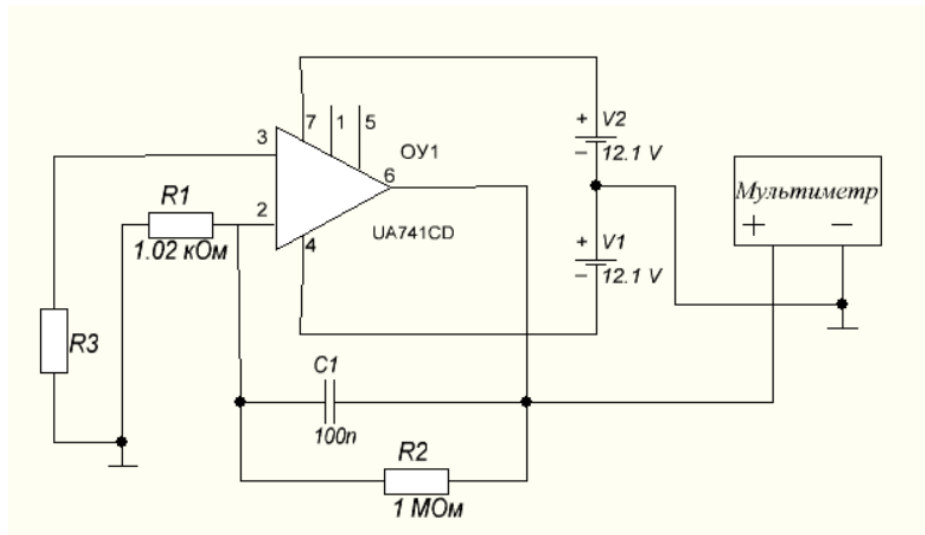 7
1
5
+
V2
3
ОУ1
−
12.1 V
6
R1
2
UA741CD
Мультиметр
+
−
1.02 кОм
4
+
V1
−
12.1 V
R3
C1
100n
R2
1 МОм